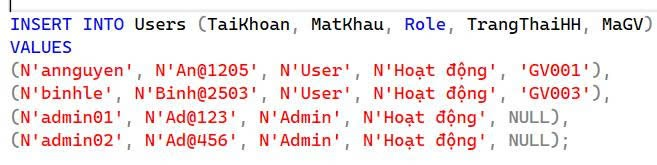 INSERT INTO Users (TaiKhoan, MatKhau, Role, TrangThaiHH, MaGV)
VALUES
(N'annguyen', N'An@1205', N'User', N'Hoạt động', 'GV001'),
(N'binhle', N'Binh@2503', N'User', N'Hoạt động', 'GV003'),
(N'admin01', N'Ad@123', N'Admin', N'Hoạt động', NULL),
(N'admin02', N'Ad@456', N'Admin', N'Hoạt động', NULL);